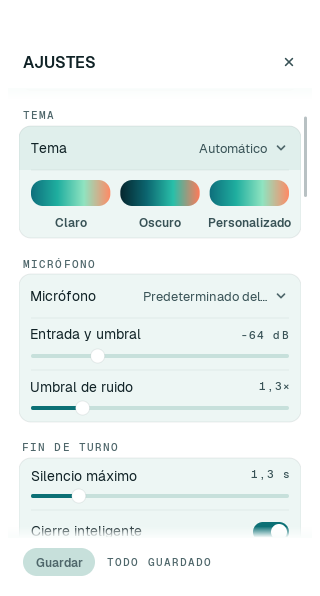 AJUSTES ×
TEMA
Tema Automático
Claro Oscuro Personalizado
MICRÓFONO
Micrófono Predeterminado del…
Entrada y umbral -64 dB
Umbral de ruido 1,3×
FIN DE TURNO
Silencio máximo 1,3 s
Cierre inteligente
Guardar TODO GUARDADO